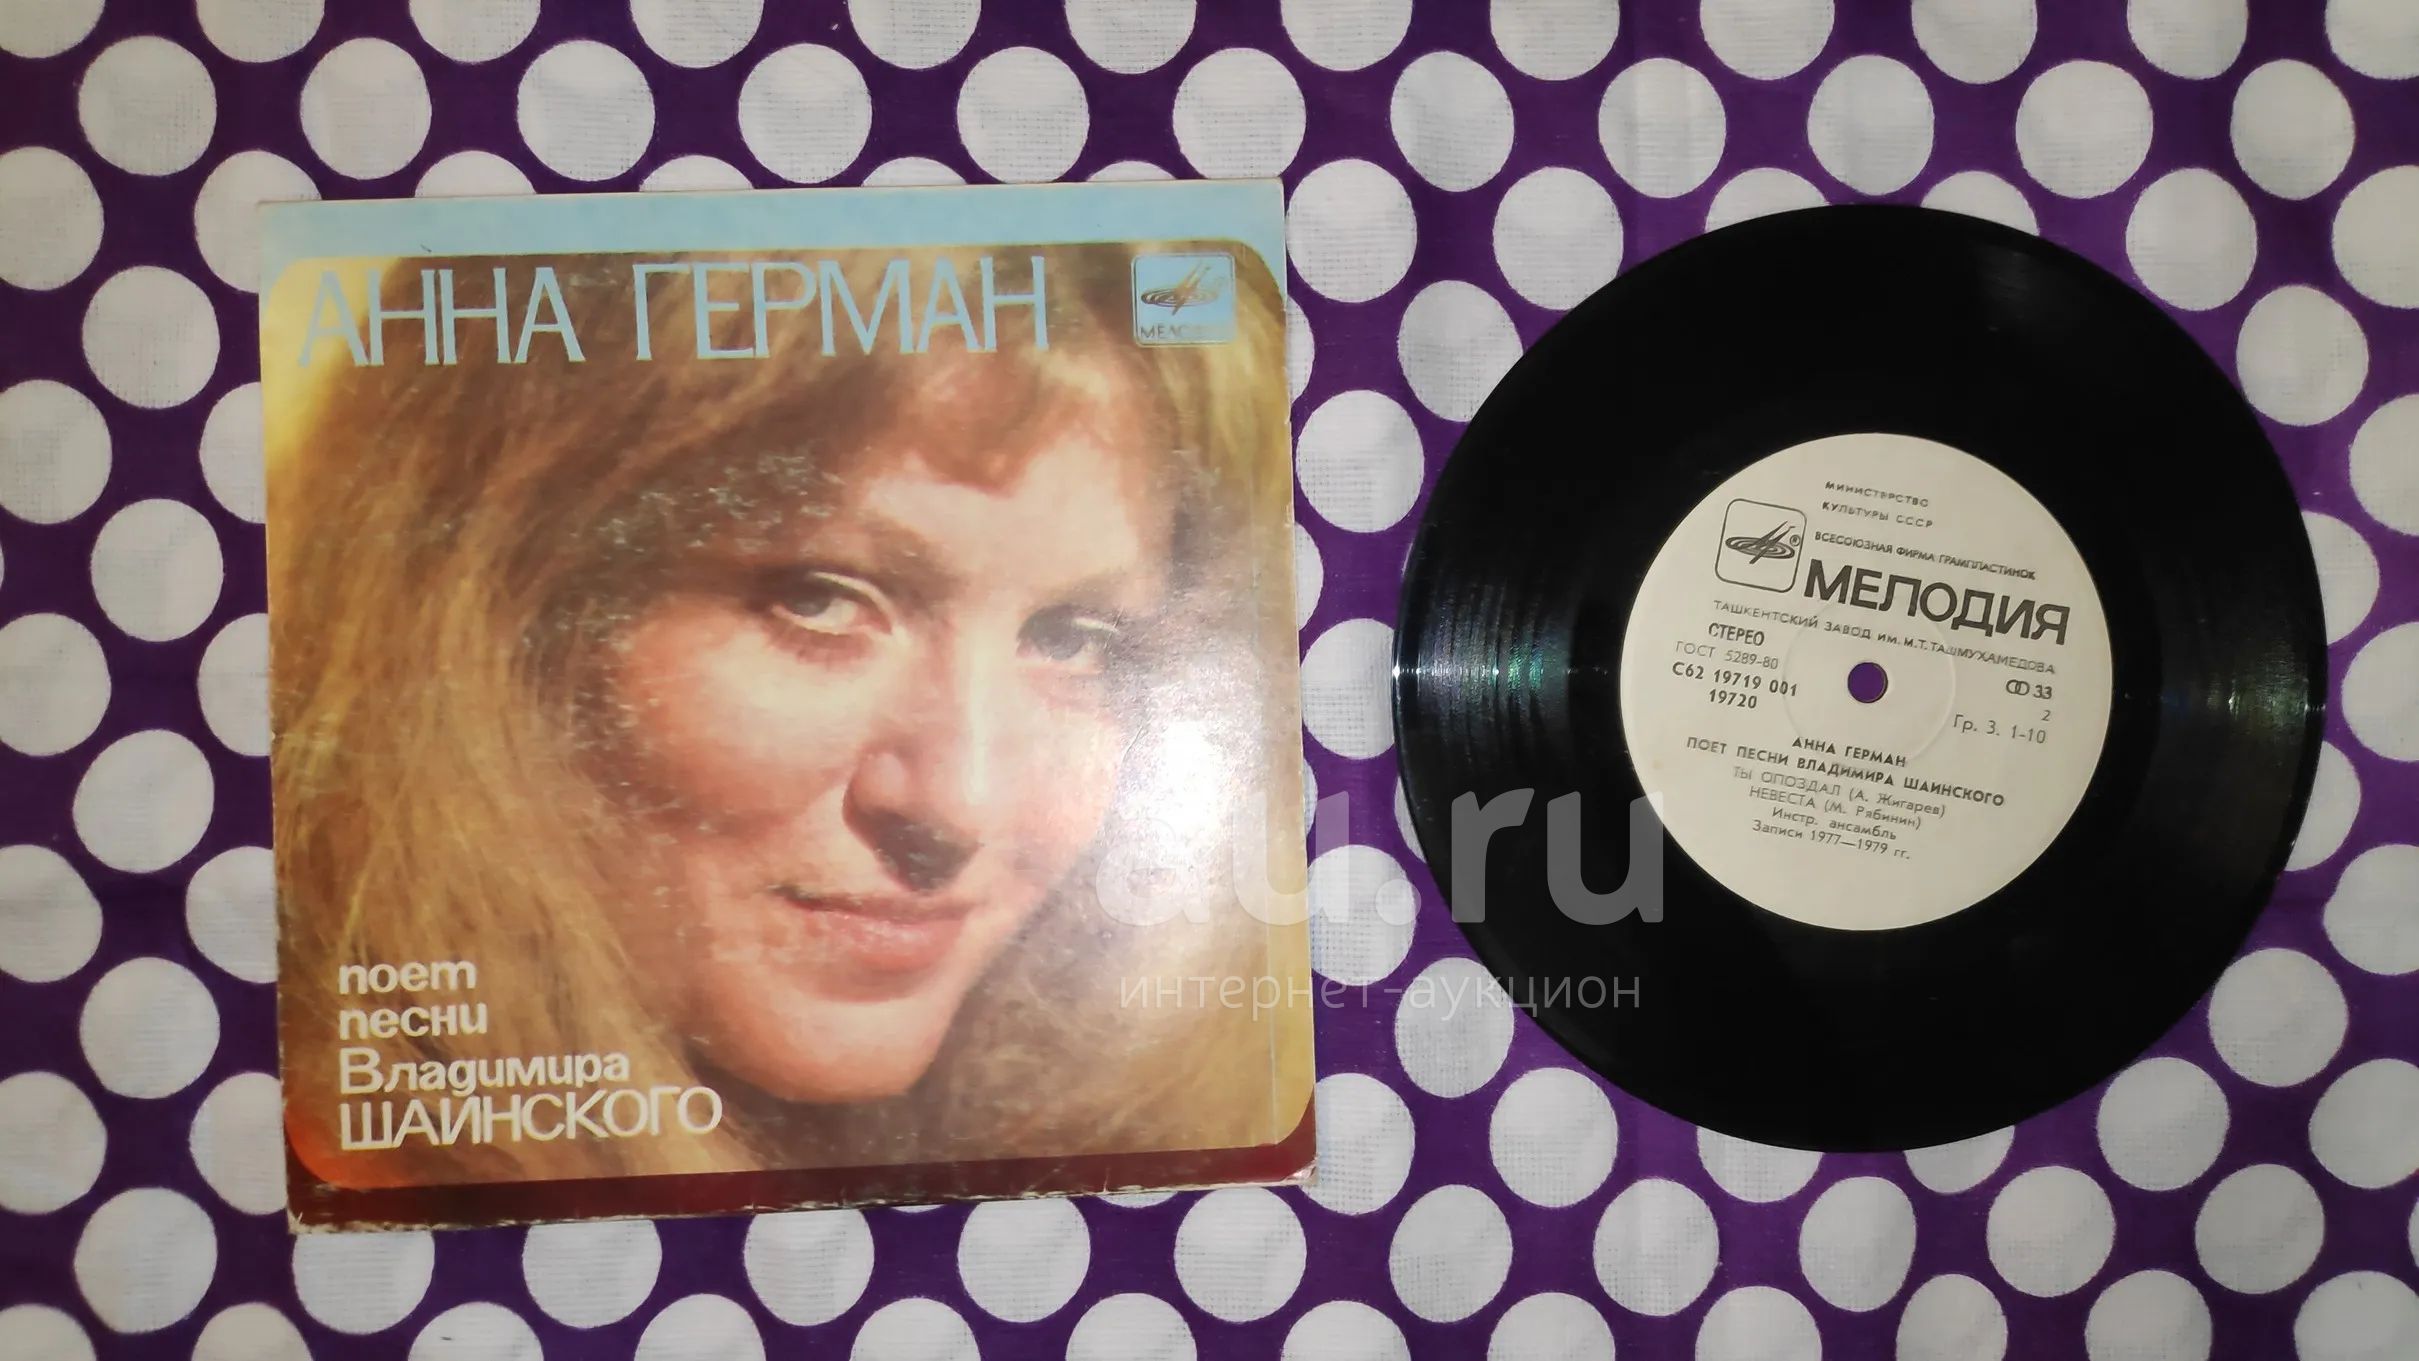 АННА ГЕРМАН
МЕЛОДИЯ
поет
песни
Владимира
ШАИНСКОГО
МИНИСТЕРСТВО
КУЛЬТУРЫ СССР
ВСЕСОЮЗНАЯ ФИРМА ГРАМПЛАСТИНОК
МЕЛОДИЯ
ТАШКЕНТСКИЙ ЗАВОД ИМ. М.Т. ТАШМУХАМЕДОВА
СТЕРЕО
ГОСТ 5289-80
С62 19719 001
19720
33
2
Гр. 3. 1-10
АННА ГЕРМАН
ПОЕТ ПЕСНИ ВЛАДИМИРА ШАИНСКОГО
ТЫ ОПОЗДАЛ (А. Жигарев)
НЕВЕСТА (М. Рябинин)
Инстр. ансамбль
Записи 1977—1979 гг.
au.ru
интернет-аукцион